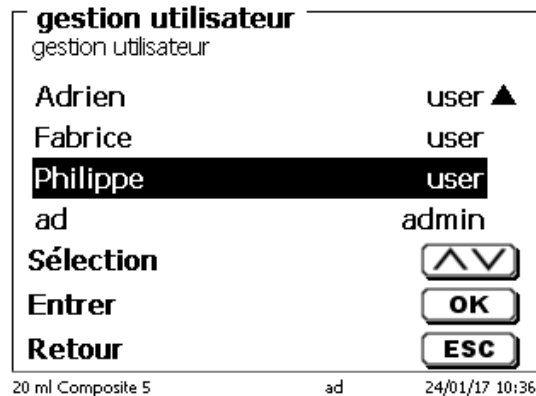 gestion utilisateur
gestion utilisateur
Adrien user
Fabrice user
Philippe user
ad admin
Sélection
Entrer OK
Retour ESC
20 ml Composite 5 ad 24/01/17 10:36